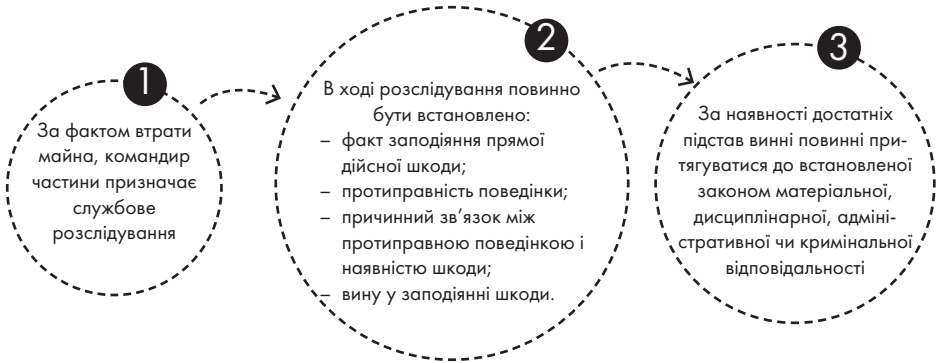 1
За фактом втрати
майна, командир
частини призначає
службове
розслідування
2
В ході розслідування повинно
бути встановлено:
– факт заподіяння прямої
дійсної шкоди;
– протиправність поведінки;
– причинний зв’язок між
протиправною поведінкою і
наявністю шкоди;
– вину у заподіянні шкоди.
3
За наявності достатніх
підстав винні повинні при-
тягуватися до встановленої
законом матеріальної,
дисциплінарної, адміні-
стративної чи кримінальної
відповідальності